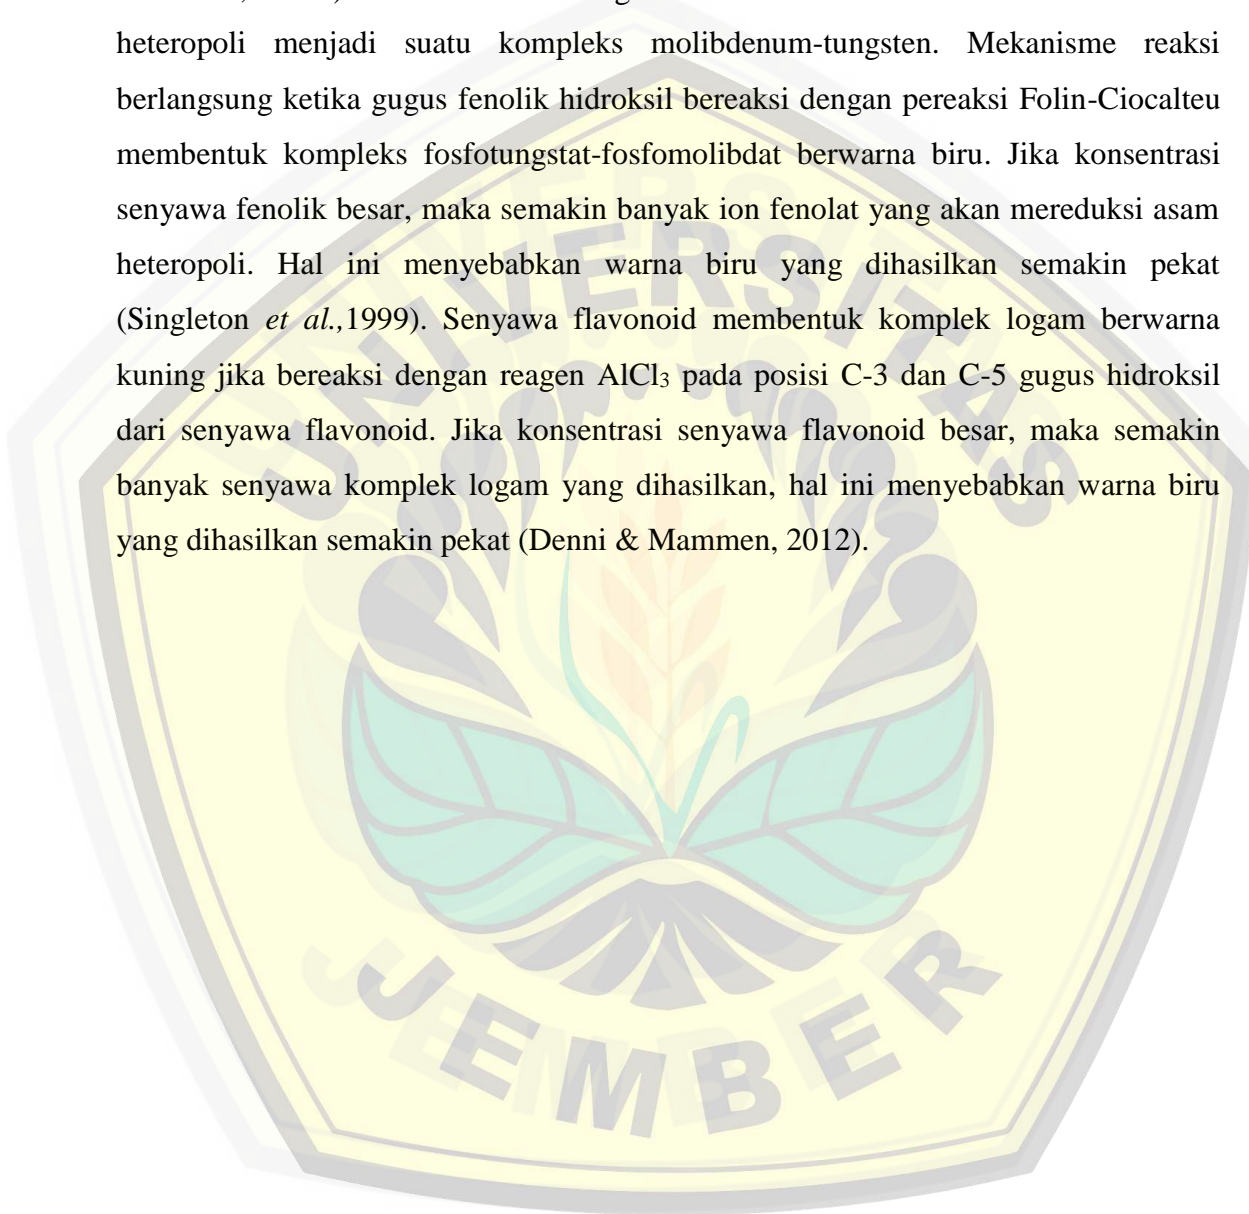 heteropoli menjadi suatu kompleks molibdenum-tungsten. Mekanisme reaksi
berlangsung ketika gugus fenolik hidroksil bereaksi dengan pereaksi Folin-Ciocalteu
membentuk kompleks fosfotungstat-fosfomolibdat berwarna biru. Jika konsentrasi
senyawa fenolik besar, maka semakin banyak ion fenolat yang akan mereduksi asam
heteropoli. Hal ini menyebabkan warna biru yang dihasilkan semakin pekat
(Singleton et al.,1999). Senyawa flavonoid membentuk komplek logam berwarna
kuning jika bereaksi dengan reagen AlCl3 pada posisi C-3 dan C-5 gugus hidroksil
dari senyawa flavonoid. Jika konsentrasi senyawa flavonoid besar, maka semakin
banyak senyawa komplek logam yang dihasilkan, hal ini menyebabkan warna biru
yang dihasilkan semakin pekat (Denni & Mammen, 2012).
UNIVERSITAS
JEMBER